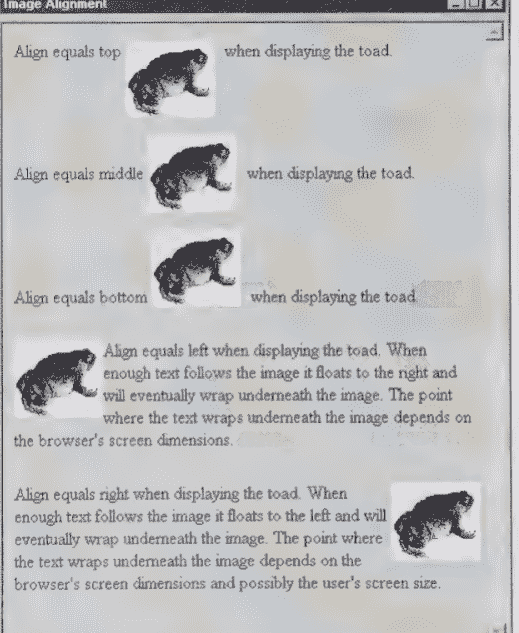 Image Alignment
Align equals top when displaying the toad.
Align equals middle when displaying the toad.
Align equals bottom when displaying the toad
Align equals left when displaying the toad. When
enough text follows the image it floats to the right and
will eventually wrap underneath the image. The point
where the text wraps underneath the image depends on
the browser's screen dimensions.
Align equals right when displaying the toad. When
enough text follows the image it floats to the left and will
eventually wrap underneath the image. The point where
the text wraps underneath the image depends on the
browser's screen dimensions and possibly the user's screen size.